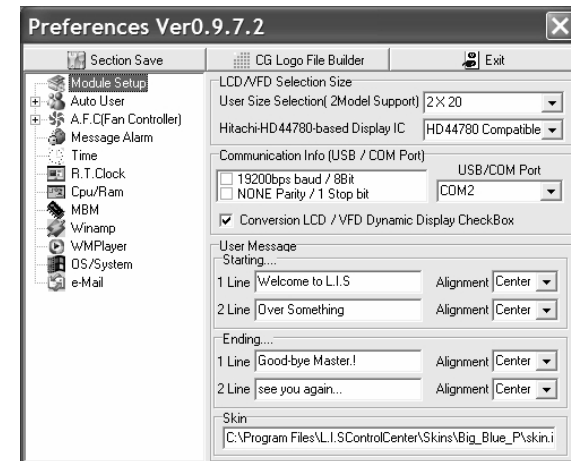 Preferences Ver0.9.7.2
Section Save
CG Logo File Builder
Exit
Module Setup
Auto User
A.F.C(Fan Controller)
Message Alarm
Time
R.T.Clock
Cpu/Ram
MBM
Winamp
WMPlayer
OS/System
e-Mail
LCD/VFD Selection Size
User Size Selection( 2Model Support) 2 X 20
Hitachi-HD44780-based Display IC HD44780 Compatible
Communication Info (USB / COM Port)
19200bps baud / 8Bit
NONE Parity / 1 Stop bit
USB/COM Port
COM2
Conversion LCD / VFD Dynamic Display CheckBox
User Message
Starting....
1 Line Welcome to L.I.S Alignment Center
2 Line Over Something Alignment Center
Ending....
1 Line Good-bye Master.! Alignment Center
2 Line see you again... Alignment Center
Skin
C:\Program Files\L.I.SControlCenter\Skins\Big_Blue_P\skin.i